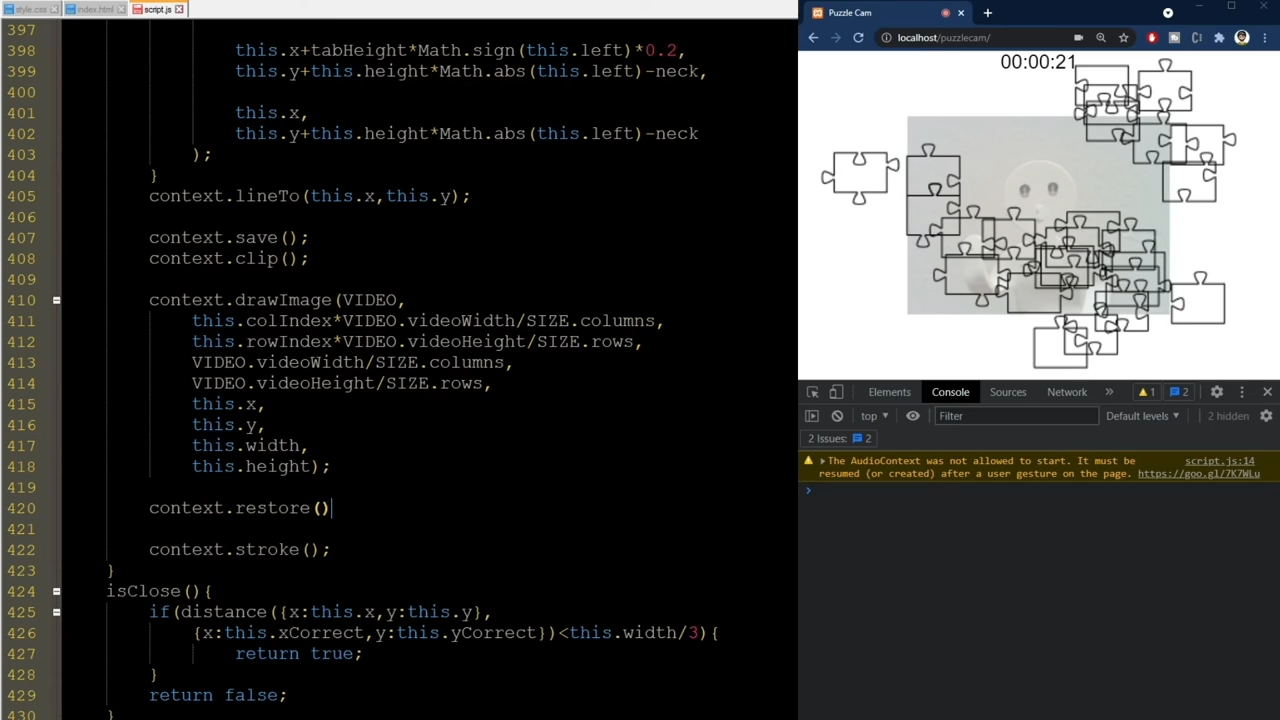 style.css index.html script.js
397
398 this.x+tabHeight*Math.sign(this.left)*0.2,
399 this.y+this.height*Math.abs(this.left)-neck,
400
401 this.x,
402 this.y+this.height*Math.abs(this.left)-neck
403 );
404 }
405 context.lineTo(this.x,this.y);
406
407 context.save();
408 context.clip();
409
410 context.drawImage(VIDEO,
411 this.colIndex*VIDEO.videoWidth/SIZE.columns,
412 this.rowIndex*VIDEO.videoHeight/SIZE.rows,
413 VIDEO.videoWidth/SIZE.columns,
414 VIDEO.videoHeight/SIZE.rows,
415 this.x,
416 this.y,
417 this.width,
418 this.height);
419
420 context.restore()
421
422 context.stroke();
423 }
424 isClose(){
425 if(distance({x:this.x,y:this.y},
426 {x:this.xCorrect,y:this.yCorrect})<this.width/3){
427 return true;
428 }
429 return false;
430 }
Puzzle Cam
localhost/puzzlecam/
00:00:21
Elements Console Sources Network » 1 2
top Filter Default levels 2 hidden
2 Issues: 2
The AudioContext was not allowed to start. It must be script.js:14
resumed (or created) after a user gesture on the page. https://goo.gl/7K7WLu